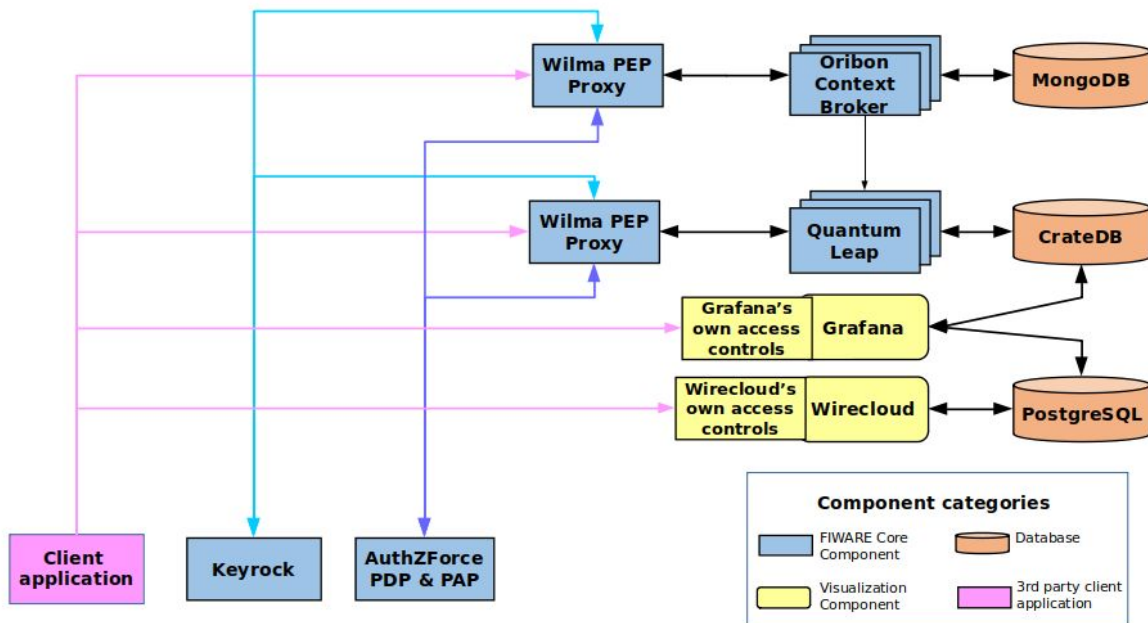 Wilma PEP
Proxy
Oribon
Context
Broker
MongoDB
Wilma PEP
Proxy
Quantum
Leap
CrateDB
Grafana's
own access
controls
Grafana
Wirecloud's
own access
controls
Wirecloud
PostgreSQL
Client
application
Keyrock
AuthZForce
PDP & PAP
Component categories
FIWARE Core
Component
Database
Visualization
Component
3rd party client
application